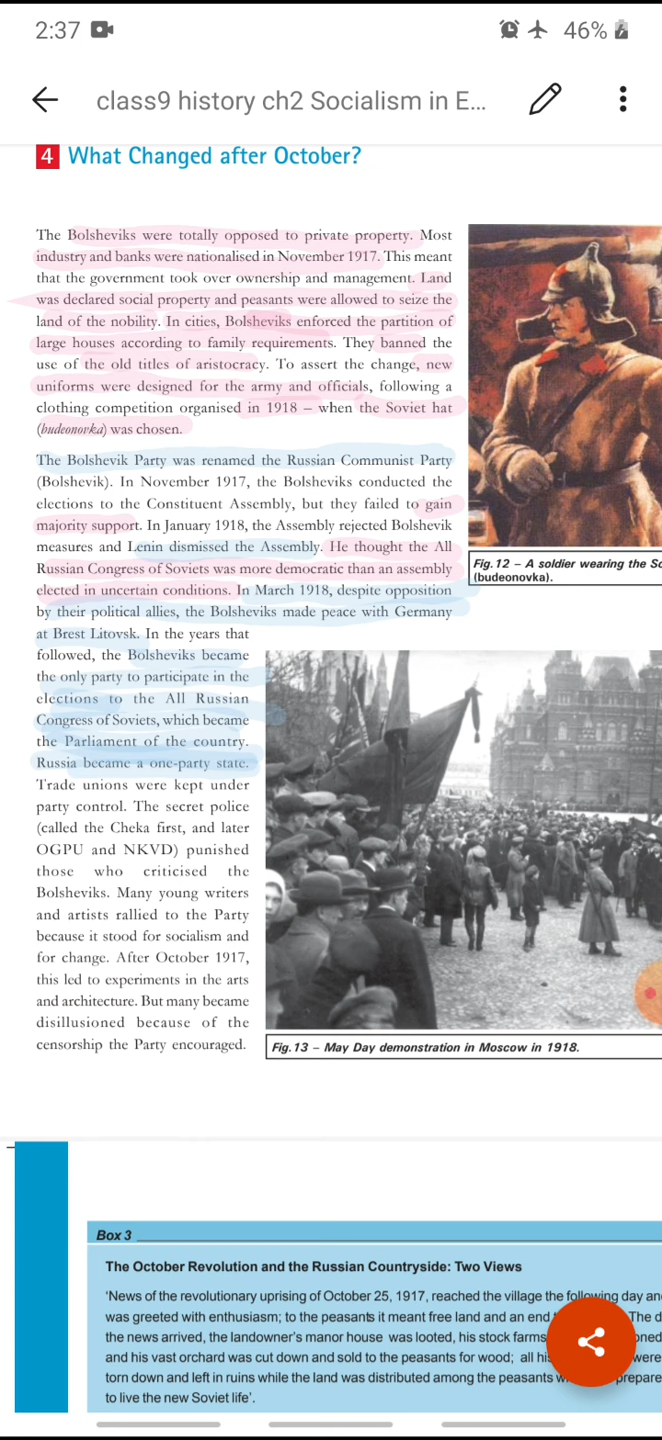 2:37
46%
class9 history ch2 Socialism in E...
4 What Changed after October?
The Bolsheviks were totally opposed to private property. Most
industry and banks were nationalised in November 1917. This meant
that the government took over ownership and management. Land
was declared social property and peasants were allowed to seize the
land of the nobility. In cities, Bolsheviks enforced the partition of
large houses according to family requirements. They banned the
use of the old titles of aristocracy. To assert the change, new
uniforms were designed for the army and officials, following a
clothing competition organised in 1918 – when the Soviet hat
(budeonovka) was chosen.
The Bolshevik Party was renamed the Russian Communist Party
(Bolshevik). In November 1917, the Bolsheviks conducted the
elections to the Constituent Assembly, but they failed to gain
majority support. In January 1918, the Assembly rejected Bolshevik
measures and Lenin dismissed the Assembly. He thought the All
Russian Congress of Soviets was more democratic than an assembly
elected in uncertain conditions. In March 1918, despite opposition
by their political allies, the Bolsheviks made peace with Germany
at Brest Litovsk. In the years that
followed, the Bolsheviks became
the only party to participate in the
elections to the All Russian
Congress of Soviets, which became
the Parliament of the country.
Russia became a one-party state.
Trade unions were kept under
party control. The secret police
(called the Cheka first, and later
OGPU and NKVD) punished
those who criticised the
Bolsheviks. Many young writers
and artists rallied to the Party
because it stood for socialism and
for change. After October 1917,
this led to experiments in the arts
and architecture. But many became
disillusioned because of the
censorship the Party encouraged.
Fig.12 – A soldier wearing the
(budeonovka).
Fig.13 – May Day demonstration in Moscow in 1918.
Box 3
The October Revolution and the Russian Countryside: Two Views
'News of the revolutionary uprising of October 25, 1917, reached the village the following day
was greeted with enthusiasm; to the peasants it meant free land and an end The
the news arrived, the landowner's manor house was looted, his stock farms
and his vast orchard was cut down and sold to the peasants for wood; all were
torn down and left in ruins while the land was distributed among the peasants
to live the new Soviet life'.